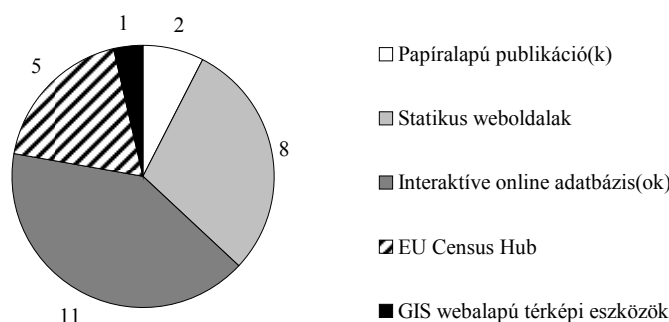 1
2
5
8
11
Papíralapú publikáció(k)
Statikus weboldalak
Interaktíve online adatbázis(ok)
EU Census Hub
GIS webalapú térképi eszközök